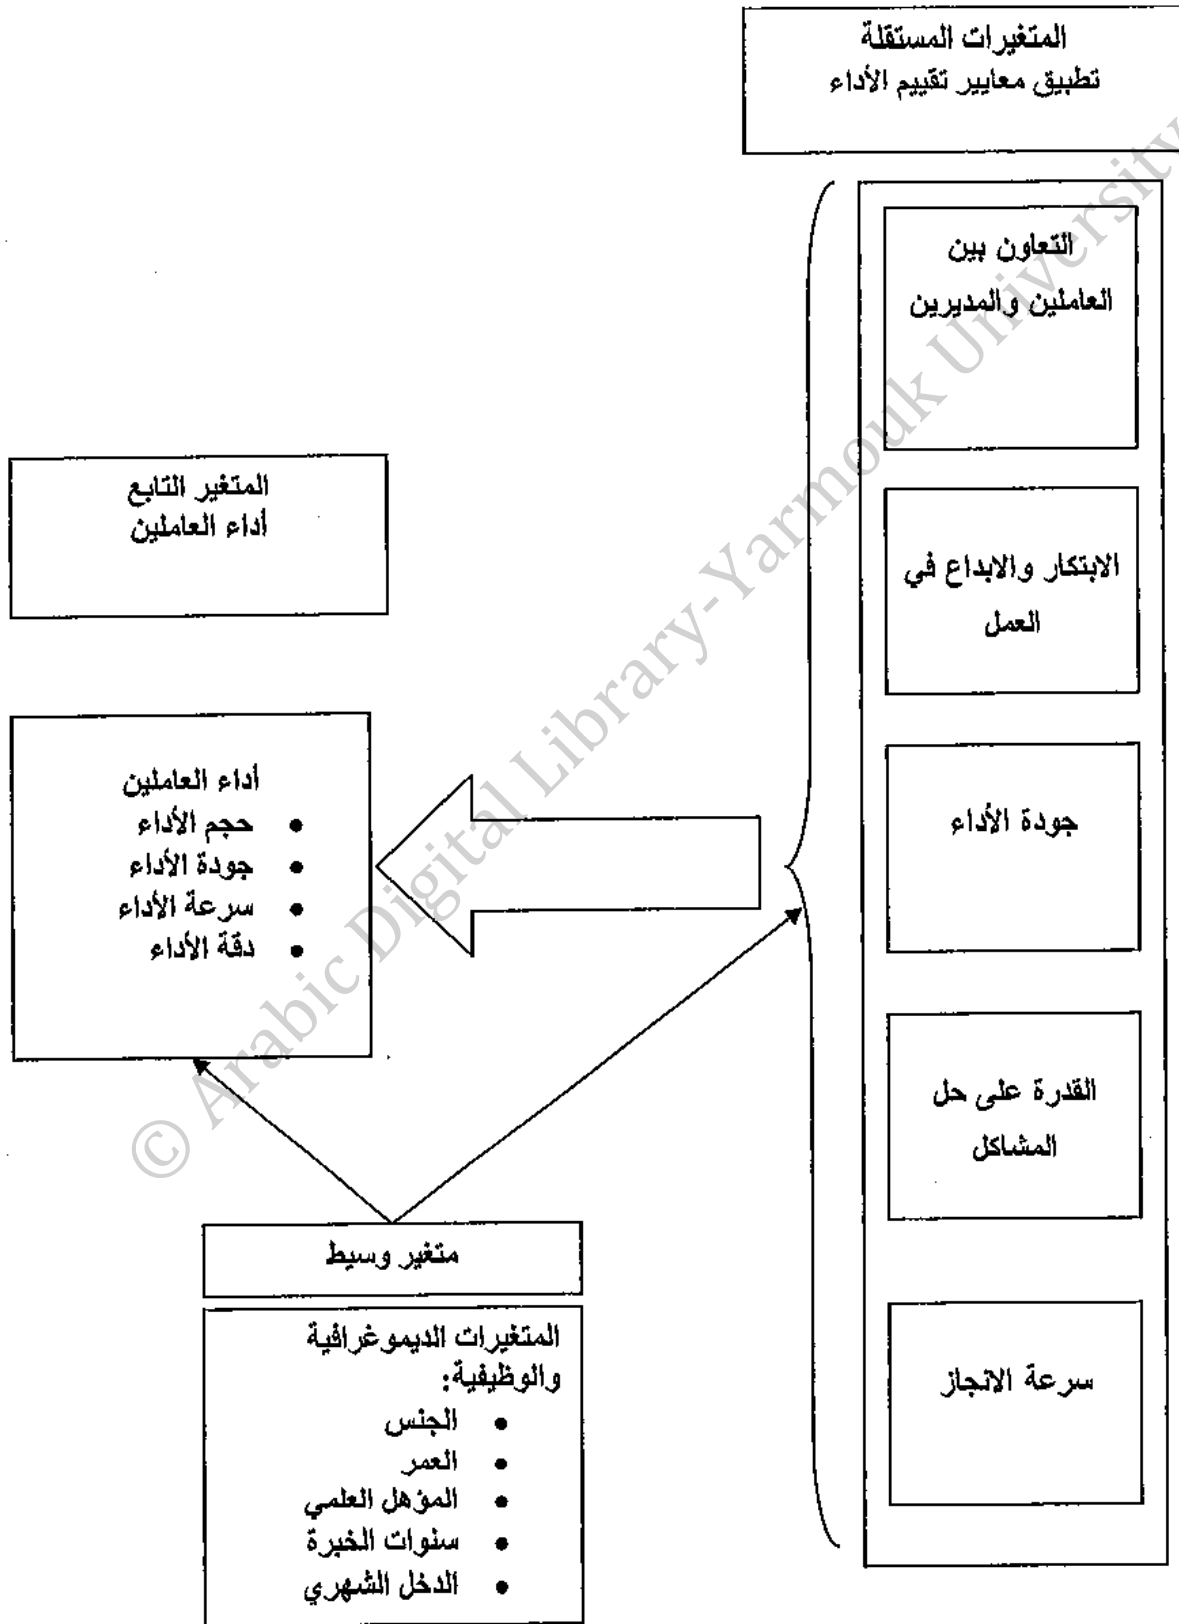 المتغيرات المستقلة
تطبيق معايير تقييم الأداء
التعاون بين
العاملين والمديرين
الابتكار والابداع في
العمل
جودة الأداء
القدرة على حل
المشاكل
سرعة الانجاز
المتغير التابع
أداء العاملين
أداء العاملين
• حجم الأداء
• جودة الأداء
• سرعة الأداء
• دقة الأداء
متغير وسيط
المتغيرات الديموغرافية
والوظيفية:
• الجنس
• العمر
• المؤهل العلمي
• سنوات الخبرة
• الدخل الشهري
© Arabic Digital Library-Yarmouk University